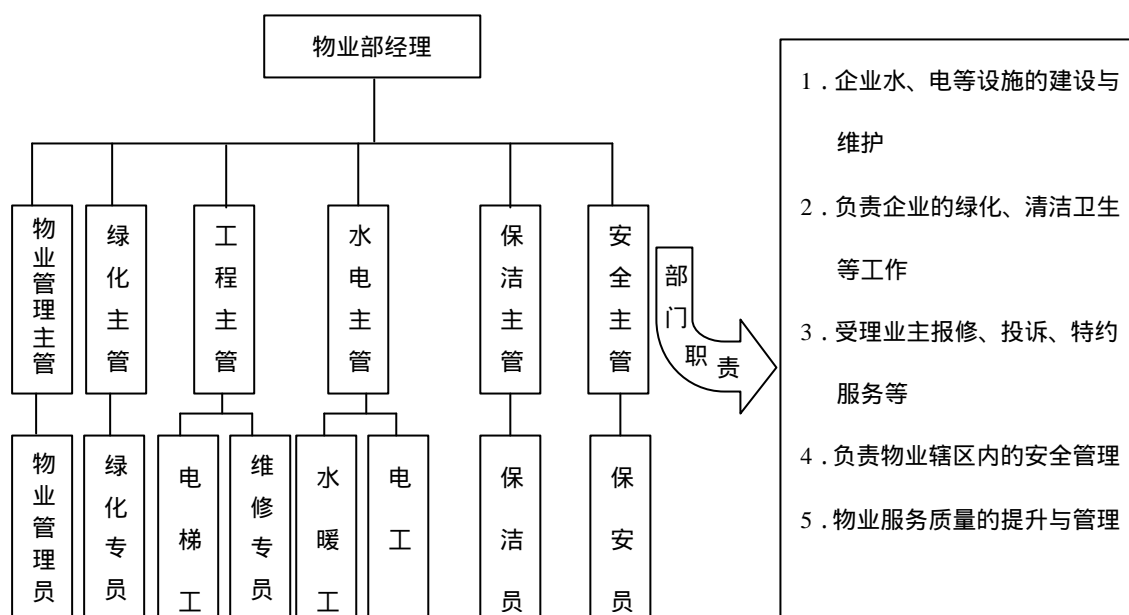 物业部经理
物业管理主管
绿化主管
工程主管
水电主管
保洁主管
安全主管
物业管理员
绿化专员
电梯工
维修专员
水暖工
电工
保洁员
保安员
部门职责
1．企业水、电等设施的建设与
维护
2．负责企业的绿化、清洁卫生
等工作
3．受理业主报修、投诉、特约
服务等
4．负责物业辖区内的安全管理
5．物业服务质量的提升与管理